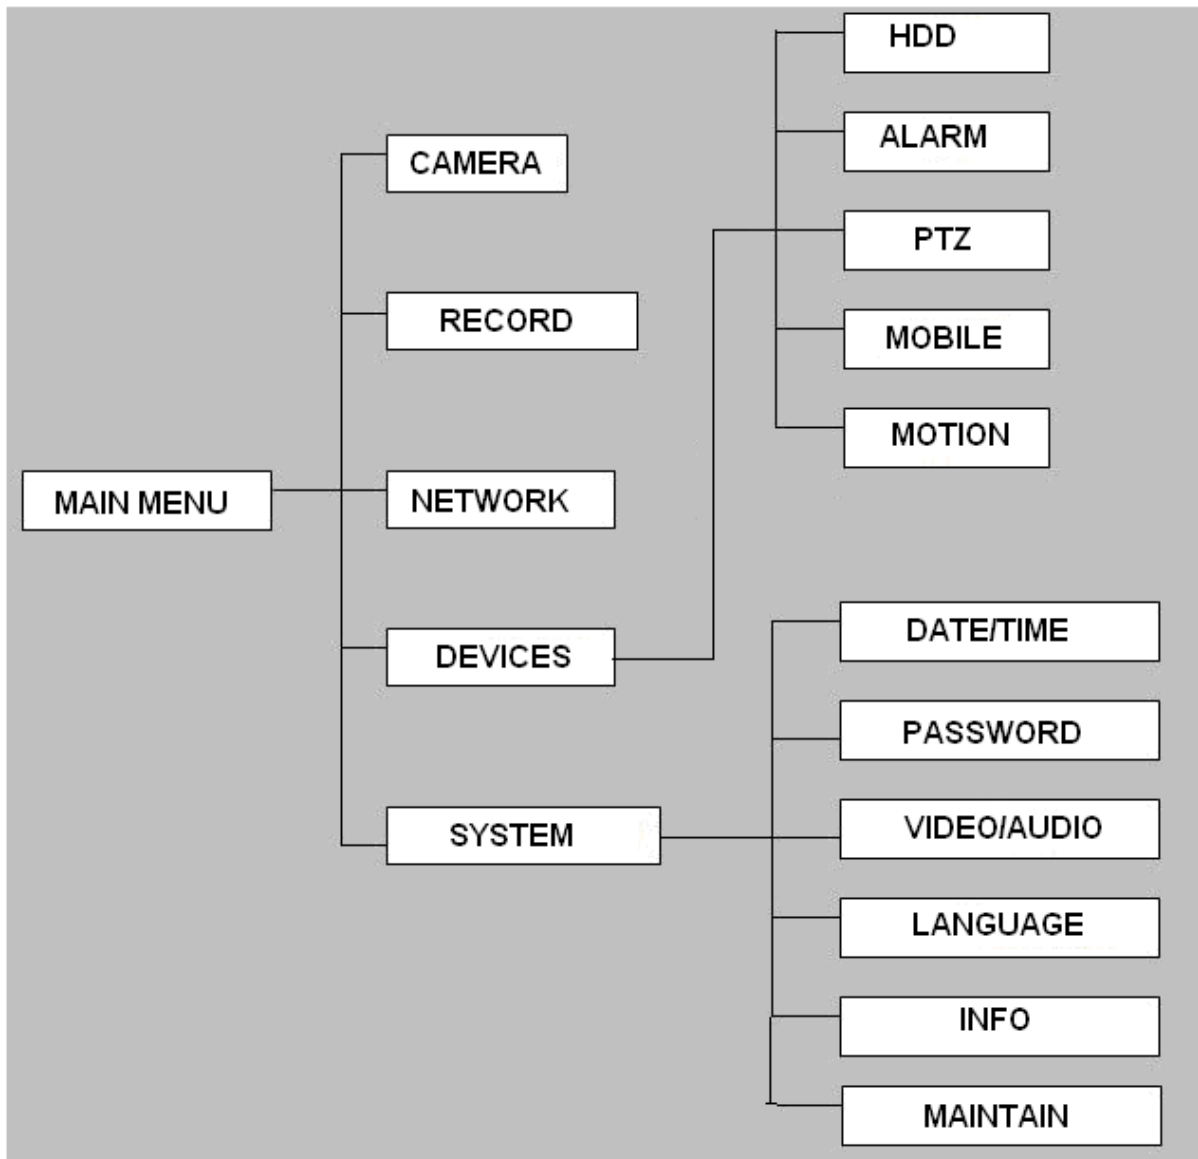 MAIN MENU
CAMERA
RECORD
NETWORK
DEVICES
SYSTEM
HDD
ALARM
PTZ
MOBILE
MOTION
DATE/TIME
PASSWORD
VIDEO/AUDIO
LANGUAGE
INFO
MAINTAIN